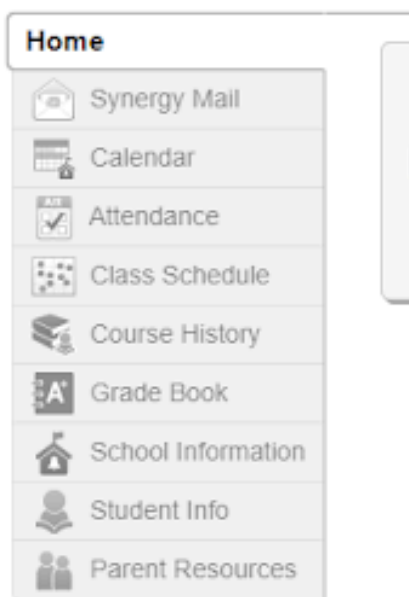 Home
Synergy Mail
Calendar
Attendance
Class Schedule
Course History
A+
Grade Book
School Information
Student Info
Parent Resources